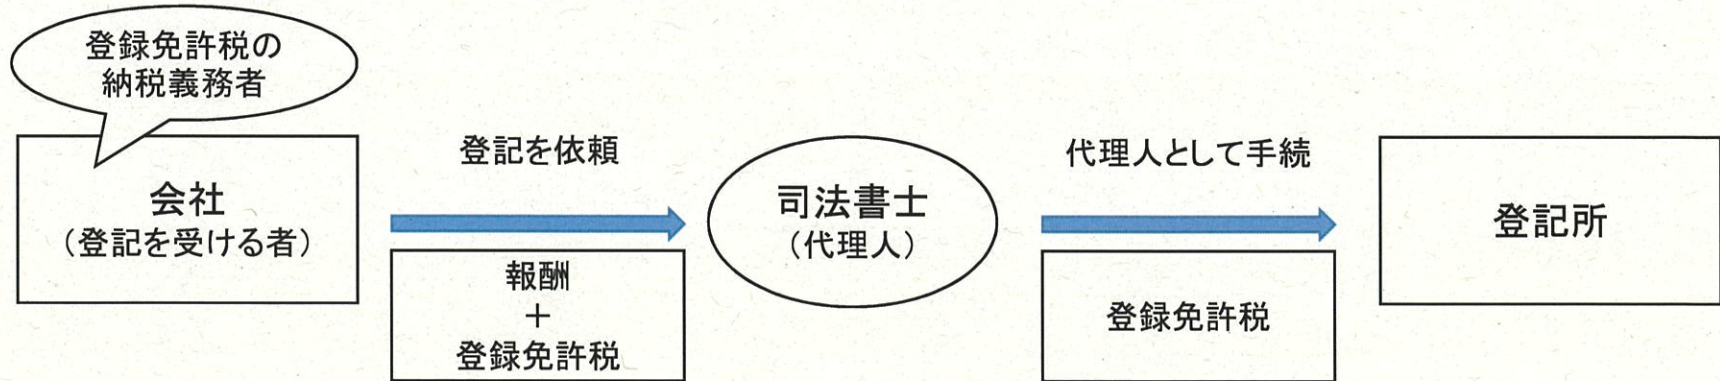 登録免許税の
納税義務者
会社
（登記を受ける者）
登記を依頼
報酬
＋
登録免許税
司法書士
（代理人）
代理人として手続
登録免許税
登記所